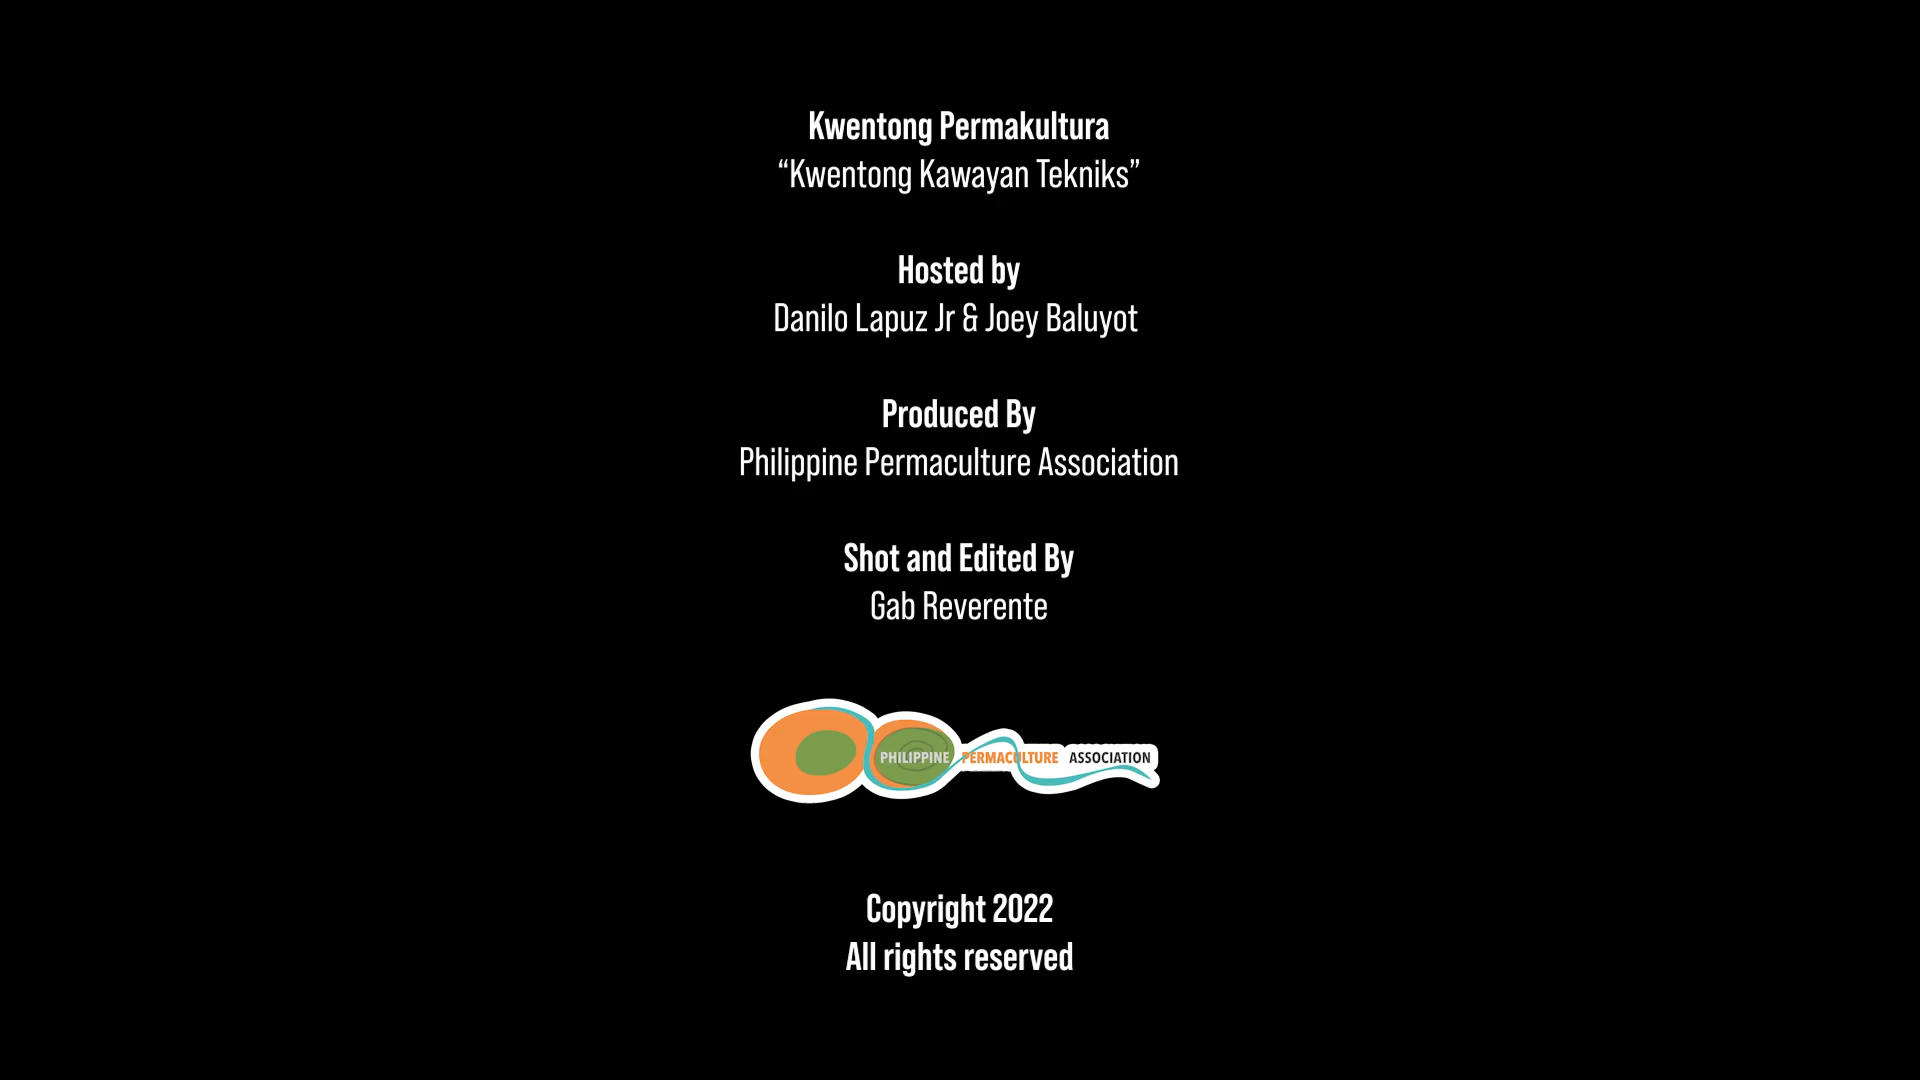 Kwentong Permakultura
“Kwentong Kawayan Tekniks”
Hosted by
Danilo Lapuz Jr & Joey Baluyot
Produced By
Philippine Permaculture Association
Shot and Edited By
Gab Reverente
PHILIPPINE PERMACULTURE ASSOCIATION
Copyright 2022
All rights reserved